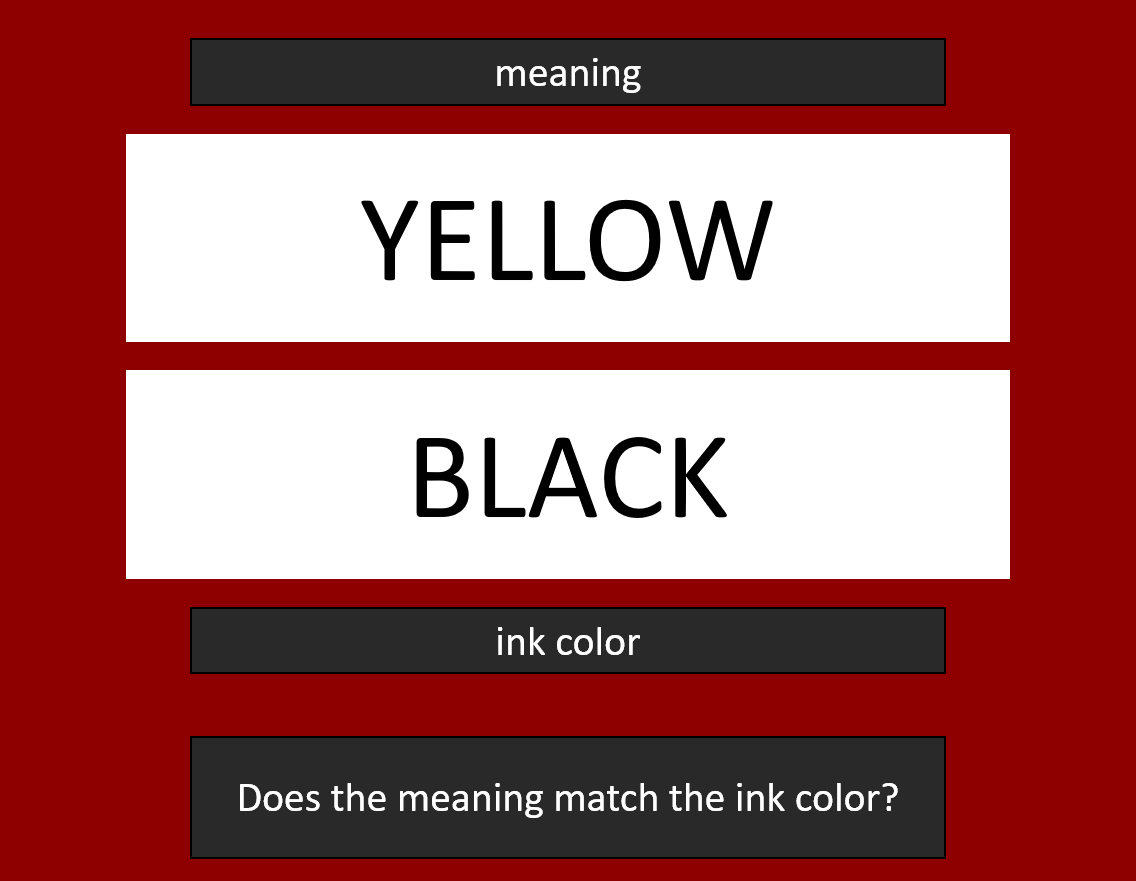 meaning
YELLOW
BLACK
ink color
Does the meaning match the ink color?